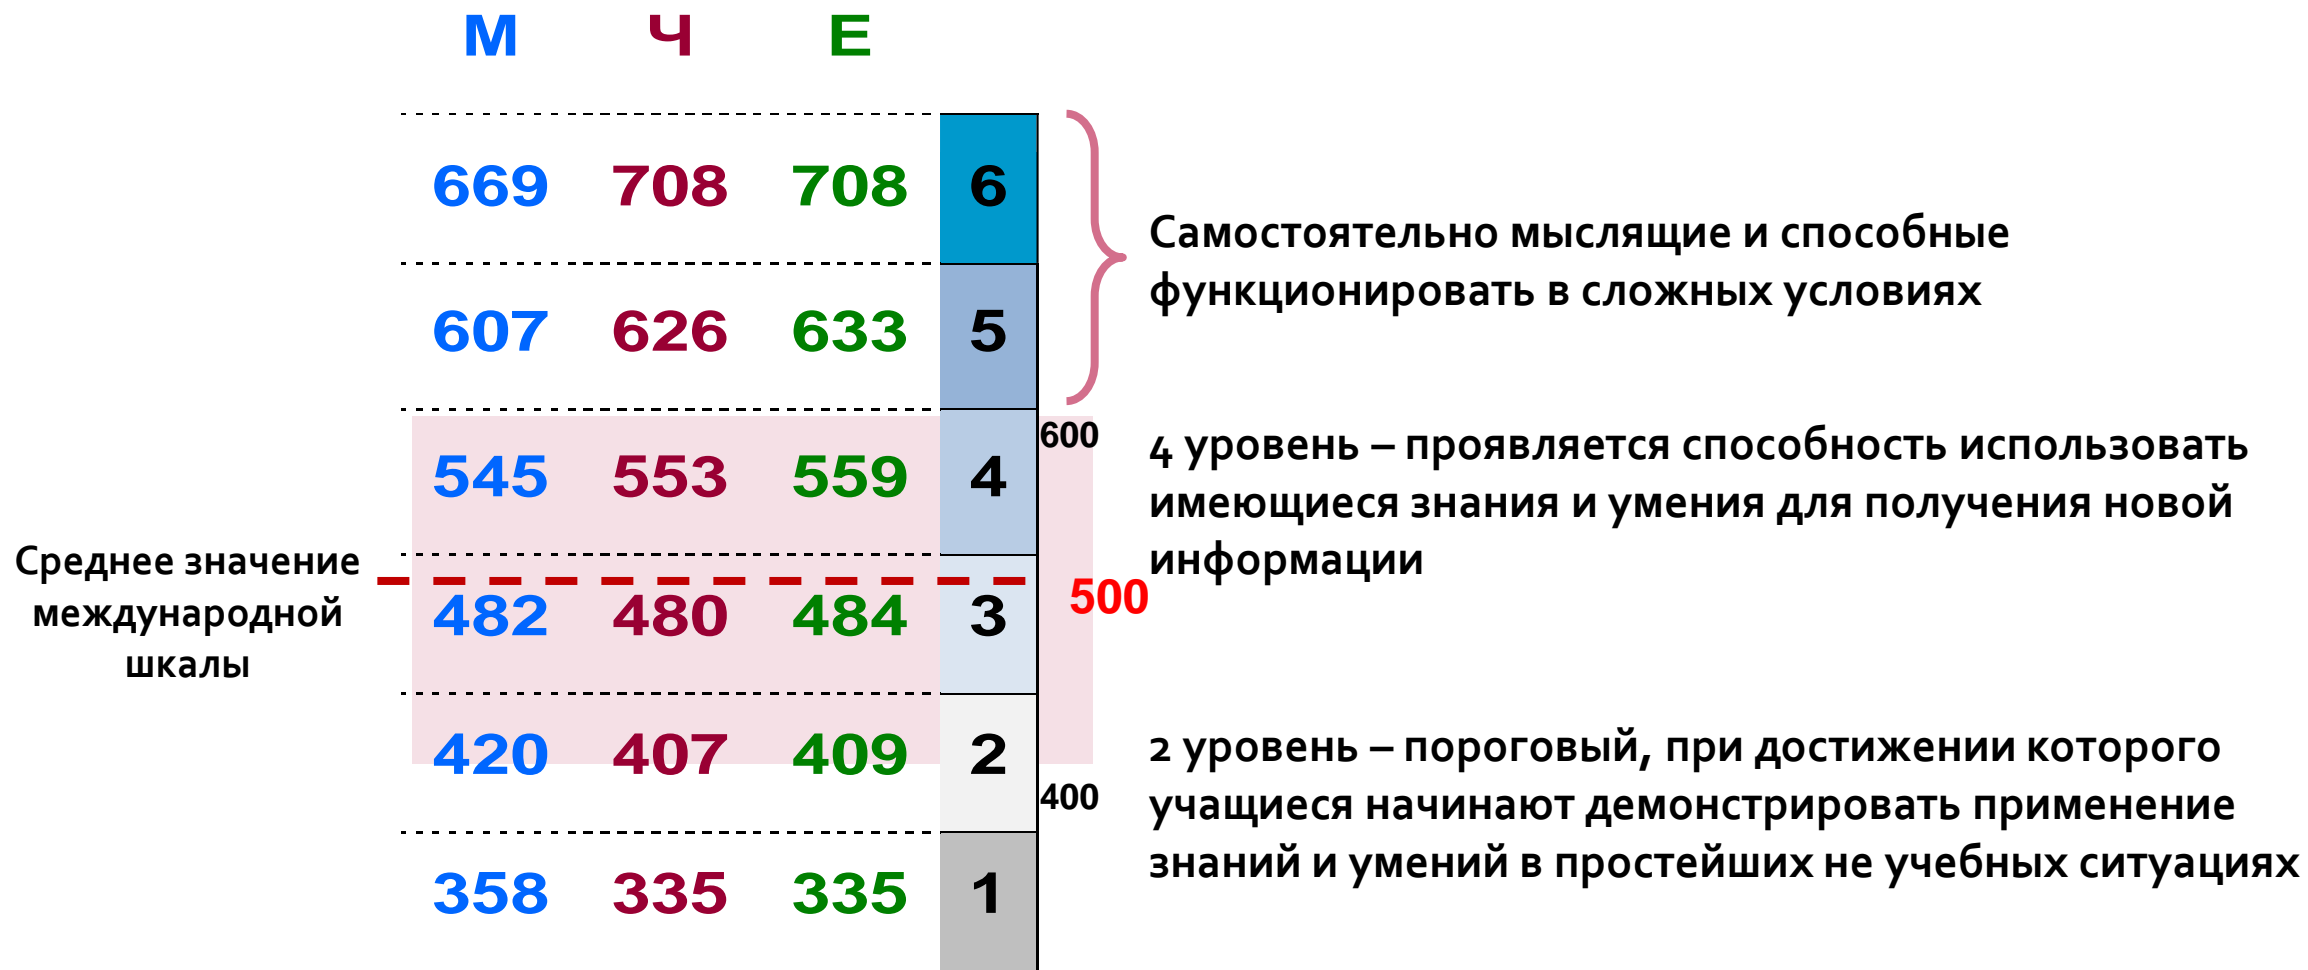 М Ч Е
669 708 708 6
Самостоятельно мыслящие и способные
функционировать в сложных условиях
607 626 633 5
600
545 553 559 4
4 уровень – проявляется способность использовать
имеющиеся знания и умения для получения новой
информации
Среднее значение
международной
шкалы
500
482 480 484 3
420 407 409 2
400
2 уровень – пороговый, при достижении которого
учащиеся начинают демонстрировать применение
знаний и умений в простейших не учебных ситуациях
358 335 335 1